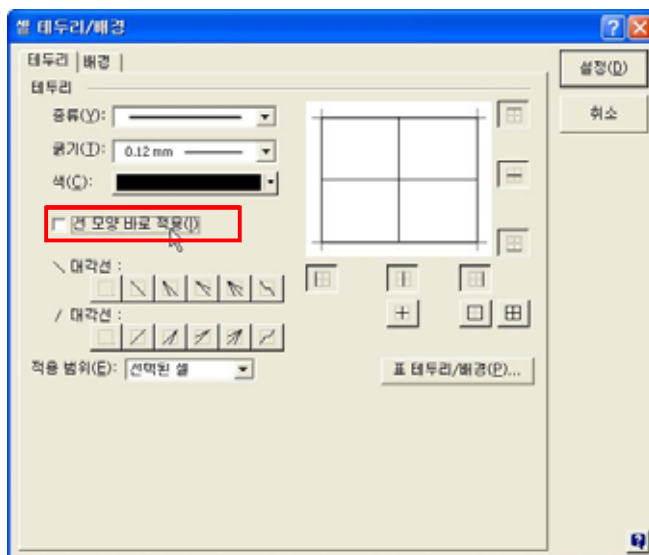 셀 테두리/배경
테두리
배경
설정(D)
취소
테두리
종류(Y):
굵기(T): 0.12 mm
색(C):
선 모양 바로 적용(I)
\ 대각선 :
/ 대각선 :
적용 범위(E): 선택된 셀
표 테두리/배경(P)...